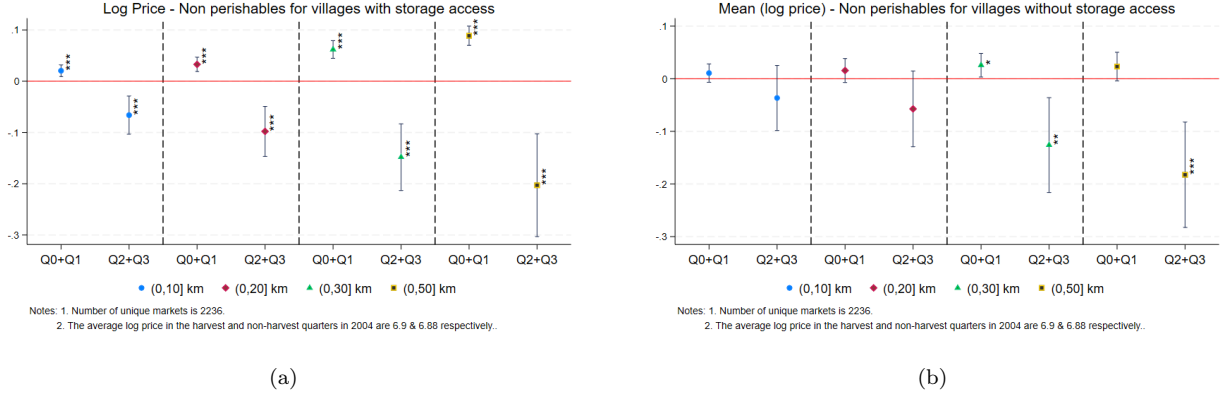 Log Price - Non perishables for villages with storage access
.1
0
-.1
-.2
-.3
***
***
***
***
***
***
***
***
Q0+Q1 Q2+Q3 Q0+Q1 Q2+Q3 Q0+Q1 Q2+Q3 Q0+Q1 Q2+Q3
(0,10] km (0,20] km (0,30] km (0,50] km
Notes: 1. Number of unique markets is 2236.
2. The average log price in the harvest and non-harvest quarters in 2004 are 6.9 & 6.88 respectively..
(a)
Mean (log price) - Non perishables for villages without storage access
.1
0
-.1
-.2
-.3
*
**
***
Q0+Q1 Q2+Q3 Q0+Q1 Q2+Q3 Q0+Q1 Q2+Q3 Q0+Q1 Q2+Q3
(0,10] km (0,20] km (0,30] km (0,50] km
Notes: 1. Number of unique markets is 2236.
2. The average log price in the harvest and non-harvest quarters in 2004 are 6.9 & 6.88 respectively..
(b)